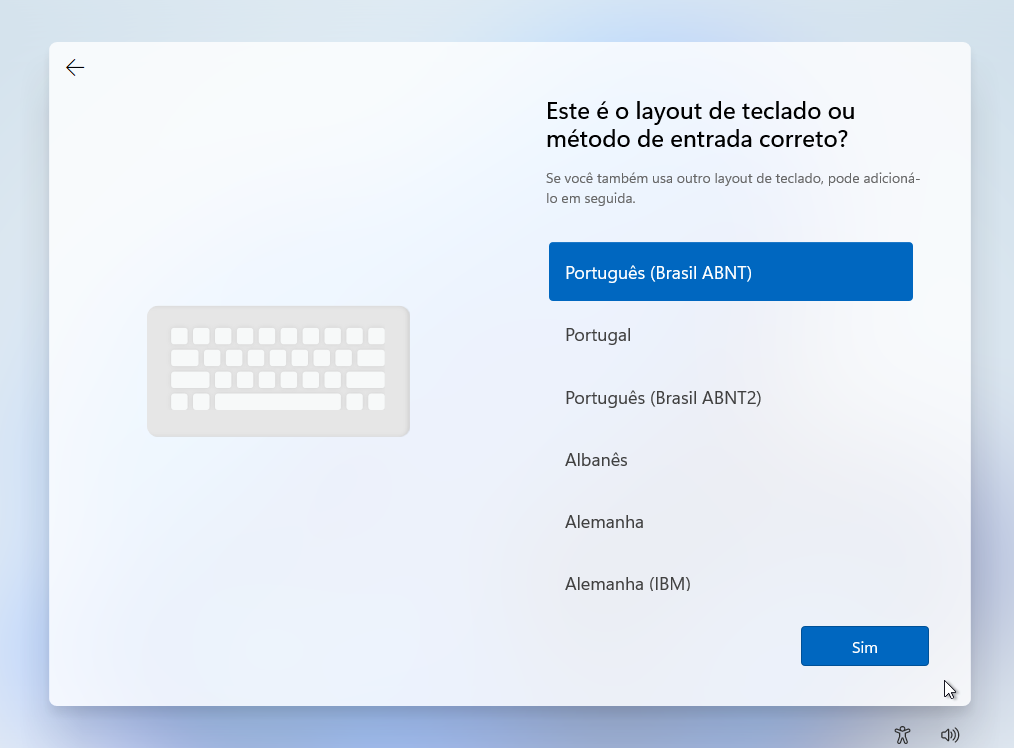 Este é o layout de teclado ou
método de entrada correto?
Se você também usa outro layout de teclado, pode adicioná-
lo em seguida.
Português (Brasil ABNT)
Portugal
Português (Brasil ABNT2)
Albanês
Alemanha
Alemanha (IBM)
Sim